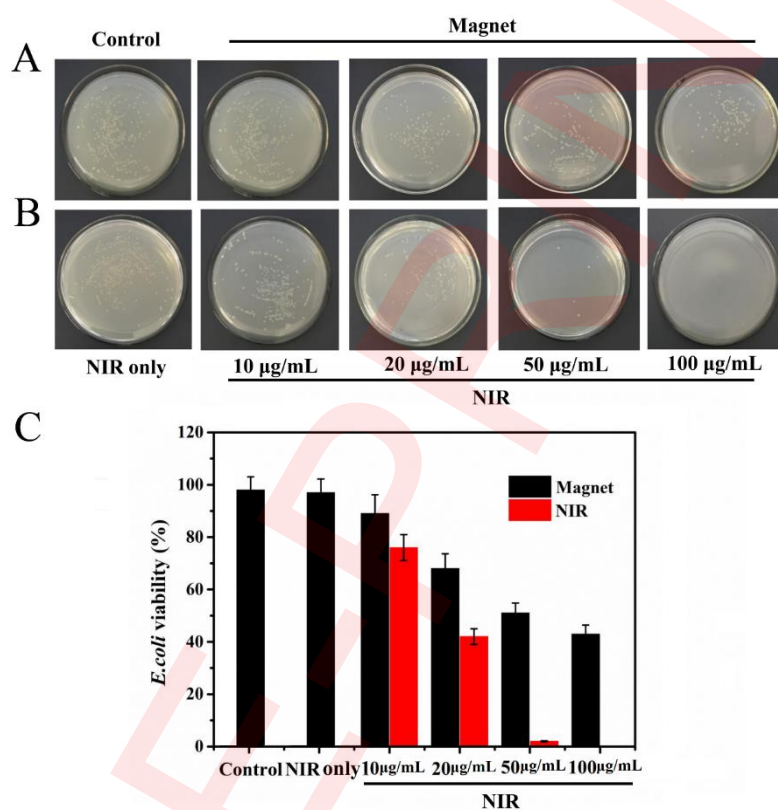 Magnet
Control
A
B
NIR only
10 μg/mL
20 μg/mL
50 μg/mL
100 μg/mL
NIR
C
120
100
80
60
40
20
0
E.coli viability (%)
Magnet
NIR
Control
NIR only
10μg/mL
20μg/mL
50μg/mL
100μg/mL
NIR